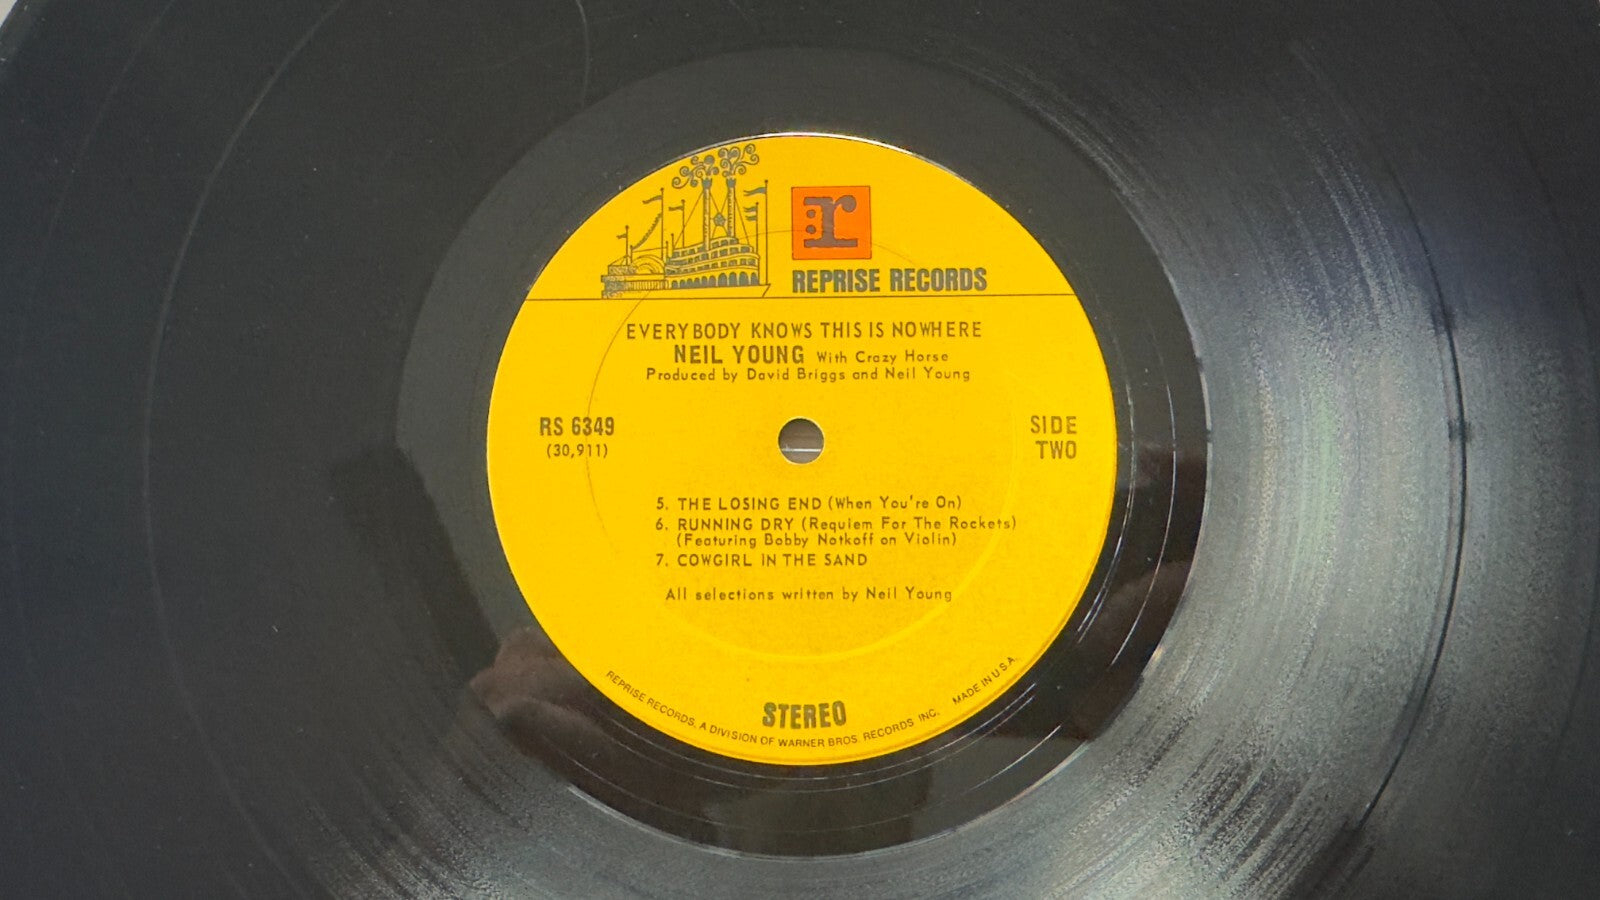 :r
REPRISE RECORDS
EVERYBODY KNOWS THIS IS NOWHERE
NEIL YOUNG With Crazy Horse
Produced by David Briggs and Neil Young
RS 6349
(30,911)
SIDE
TWO
5. THE LOSING END (When You're On)
6. RUNNING DRY (Requiem For The Rockets)
(Featuring Bobby Notkoff on Violin)
7. COWGIRL IN THE SAND
All selections written by Neil Young
STEREO
REPRISE RECORDS, A DIVISION OF WARNER BROS. RECORDS INC. MADE IN U.S.A.